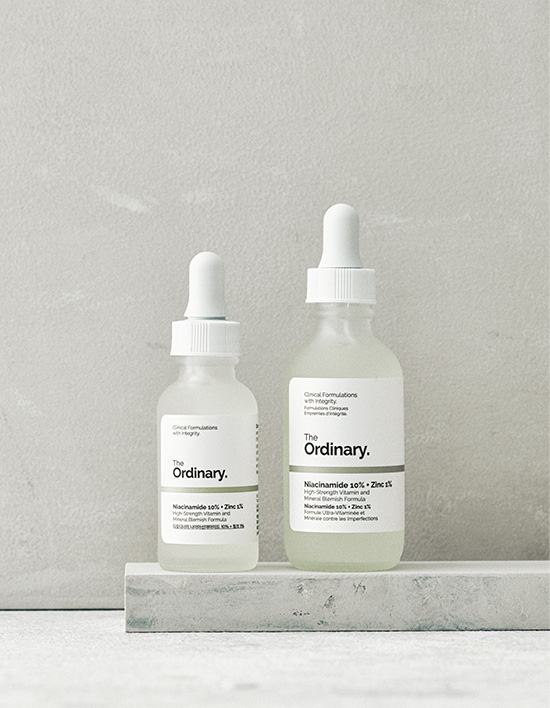 Clinical Formulations
with Integrity.
The
Ordinary.
Niacinamide 10% + Zinc 1%
High-Strength Vitamin and
Mineral Blemish Formula
Clinical Formulations
with Integrity.
Formulations Cliniques
Empreintes d'Intégrité.
The
Ordinary.
Niacinamide 10% + Zinc 1%
High-Strength Vitamin and
Mineral Blemish Formula
Niacinamide 10% + Zinc 1%
Formule Ultra-Vitaminée et
Minérale contre les Imperfections